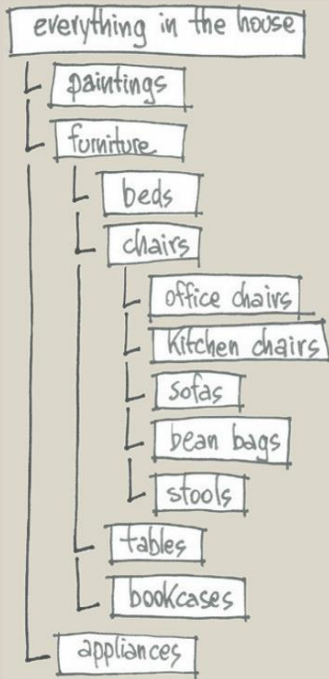 everything in the house
paintings
furniture
beds
chairs
office chairs
Kitchen chairs
sofas
bean bags
stools
tables
bookcases
appliances